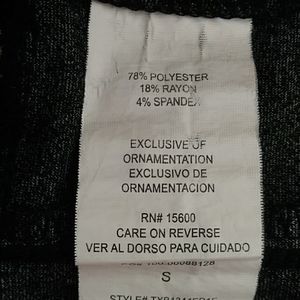 78% POLYESTER
18% RAYON
4% SPANDEX
EXCLUSIVE OF
ORNAMENTATION
EXCLUSIVO DE
ORNAMENTACION
RN# 15600
CARE ON REVERSE
VER AL DORSO PARA CUIDADO
S
STYLE#